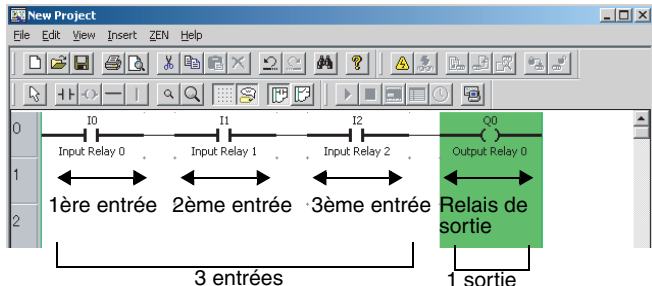 New Project
File Edit View Insert ZEN Help
0 I0 I1 I2 Q0
Input Relay 0 Input Relay 1 Input Relay 2 Output Relay 0
1
1ère entrée 2ème entrée 3ème entrée Relais de
sortie
2
3 entrées 1 sortie